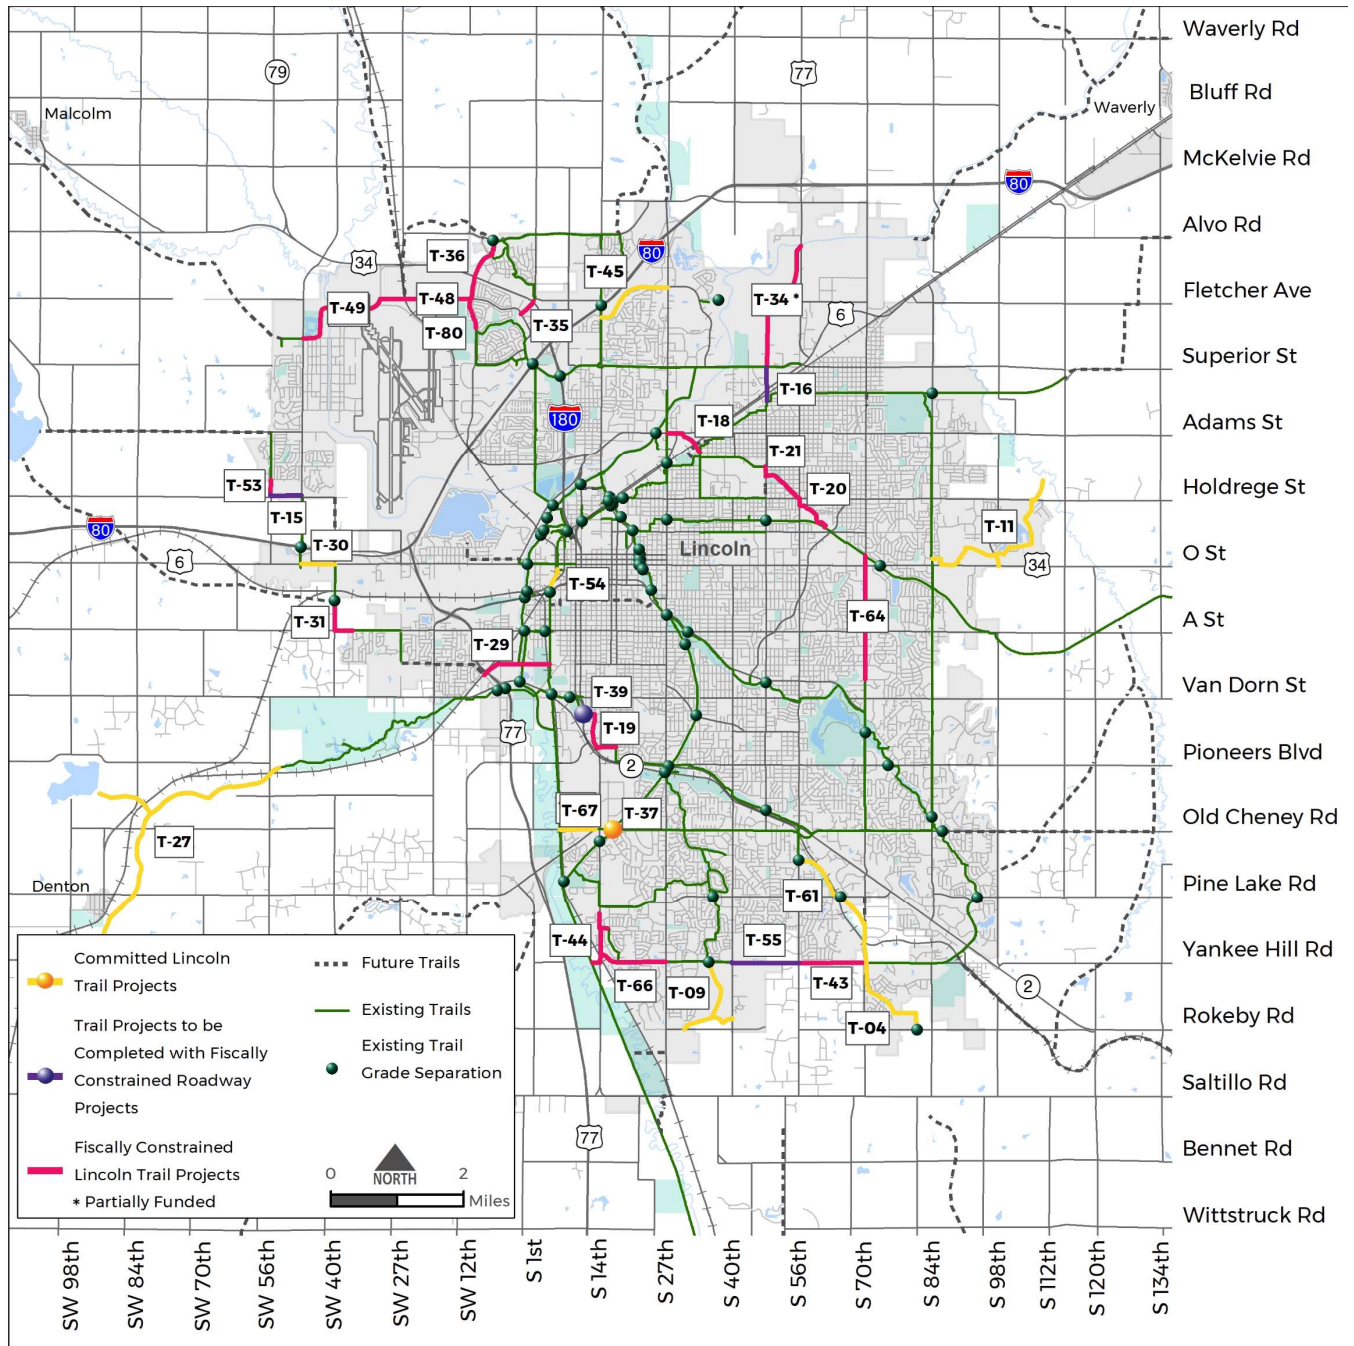 Waverly Rd
79
77
Bluff Rd
Malcolm
Waverly
McKelvie Rd
80
Alvo Rd
T-36
34
80
T-45
Fletcher Ave
T-49
T-48
T-34 *
6
T-80
T-35
Superior St
T-16
180
T-18
Adams St
T-21
T-53
T-20
Holdrege St
T-15
80
T-11
T-30
Lincoln
O St
6
34
T-54
T-31
T-64
A St
T-29
T-39
Van Dorn St
77
T-19
Pioneers Blvd
2
T-67
T-37
Old Cheney Rd
T-27
Denton
T-61
Pine Lake Rd
T-44
T-55
Yankee Hill Rd
T-66
T-09
T-43
2
T-04
Rokeby Rd
Saltillo Rd
77
Bennet Rd
Wittstruck Rd
Committed Lincoln
Trail Projects
Trail Projects to be
Completed with Fiscally
Constrained Roadway
Projects
Fiscally Constrained
Lincoln Trail Projects
* Partially Funded
Future Trails
Existing Trails
Existing Trail
Grade Separation
0
2
NORTH
Miles
SW 98th
SW 84th
SW 70th
SW 56th
SW 40th
SW 27th
SW 12th
S 1st
S 14th
S 27th
S 40th
S 56th
S 70th
S 84th
S 98th
S 112th
S 120th
S 134th